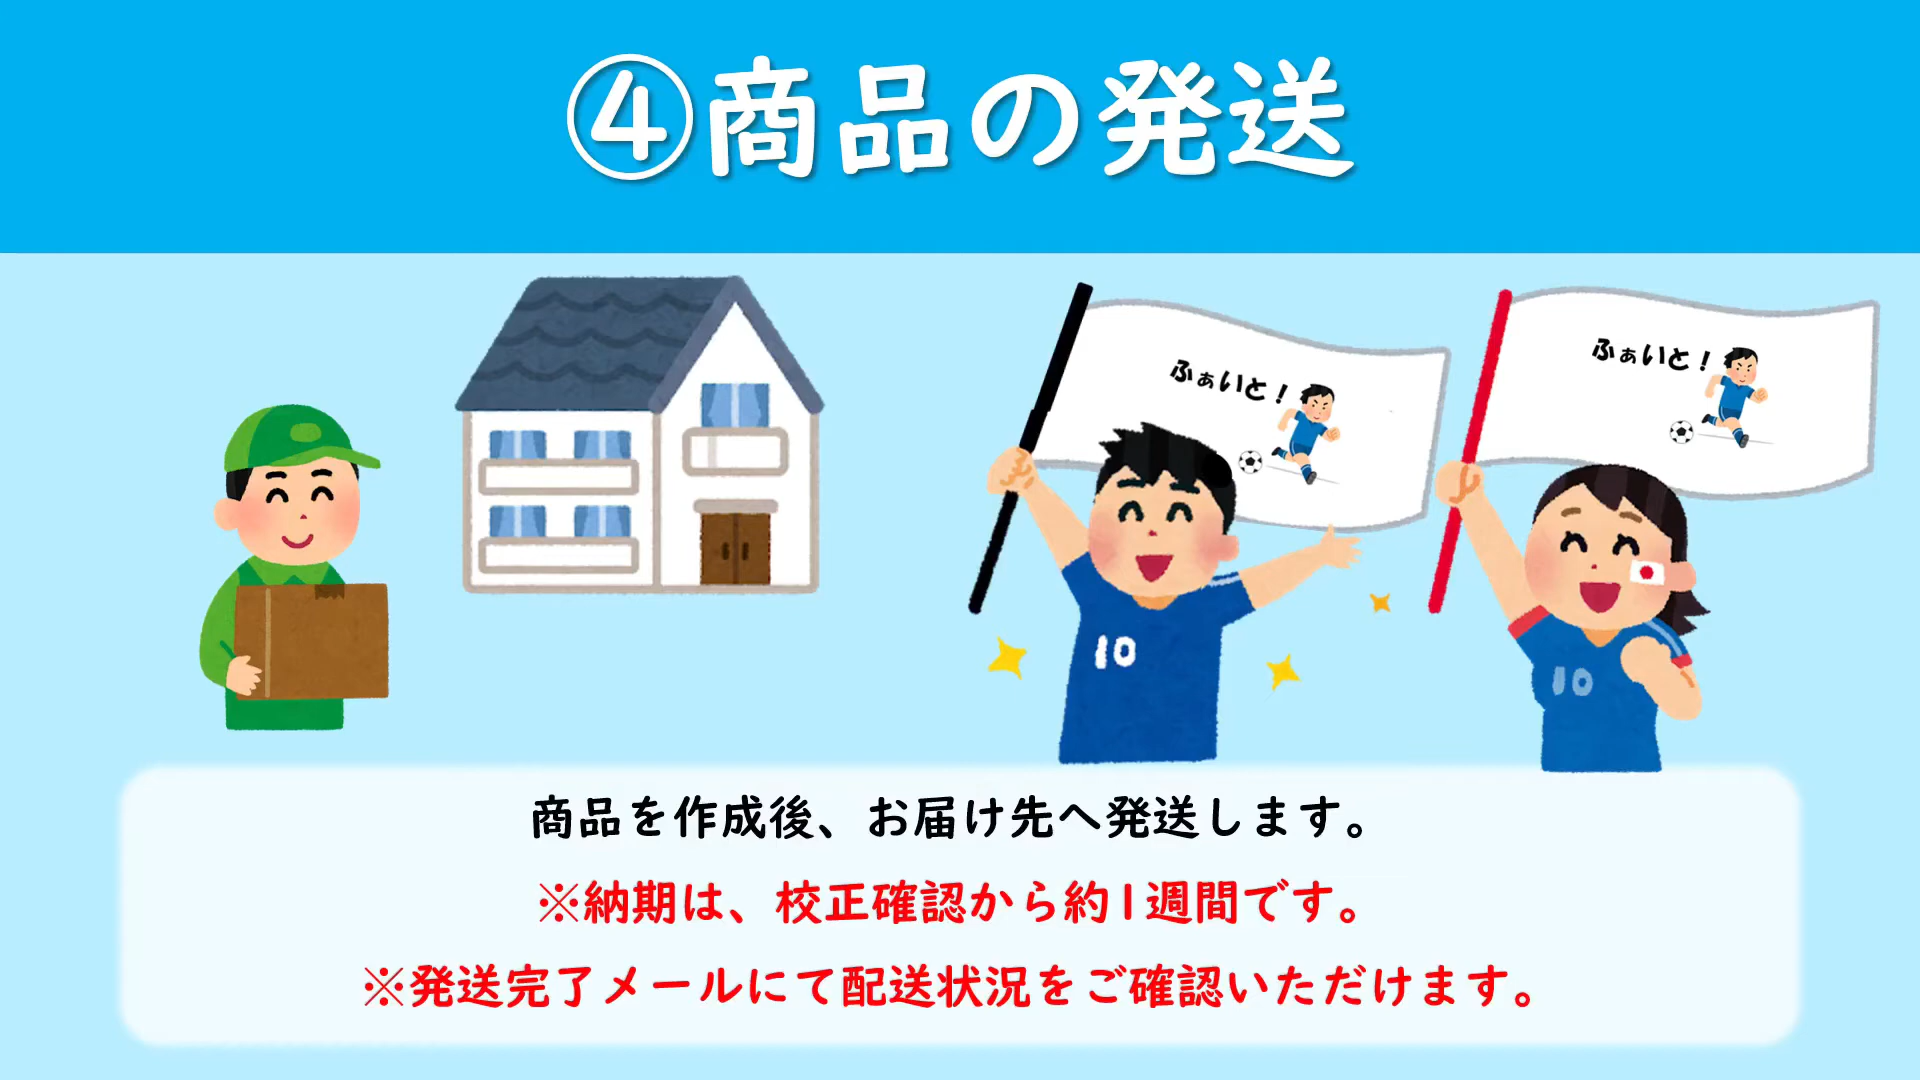 ④商品の発送
ふぁいと！
ふぁいと！
10
10
商品を作成後、お届け先へ発送します。
※納期は、校正確認から約1週間です。
※発送完了メールにて配送状況をご確認いただけます。